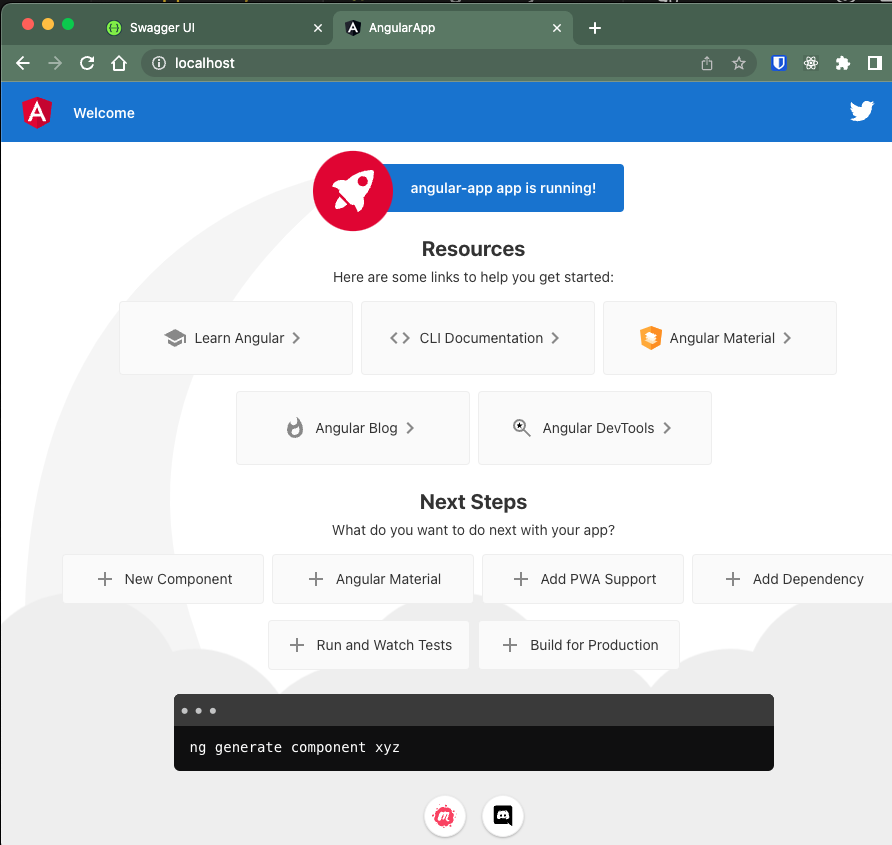 Swagger UI
AngularApp
localhost
Welcome
angular-app app is running!
Resources
Here are some links to help you get started:
Learn Angular
CLI Documentation
Angular Material
Angular Blog
Angular DevTools
Next Steps
What do you want to do next with your app?
New Component
Angular Material
Add PWA Support
Add Dependency
Run and Watch Tests
Build for Production
ng generate component xyz